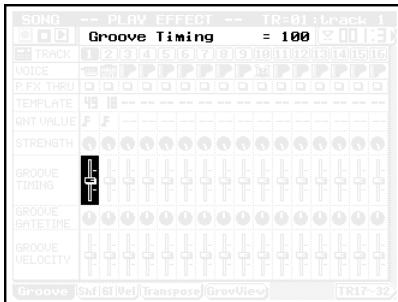 SONG -- PLAY EFFECT -- TR=01:track 1
Groove Timing = 100
TRACK 1 2 3 4 5 6 7 8 9 10 11 12 13 14 15 16
VOICE
P.FX THRU
TEMPLATE 49 18 -- -- -- -- -- -- -- -- -- -- -- -- -- --
QNT VALUE -- -- -- -- -- -- -- -- -- -- -- -- -- --
STRENGTH
GROOVE
TIMING
GROOVE
GATETIME
GROOVE
VELOCITY
Groove Shf GT Vel Transpose GrovView TR17~32